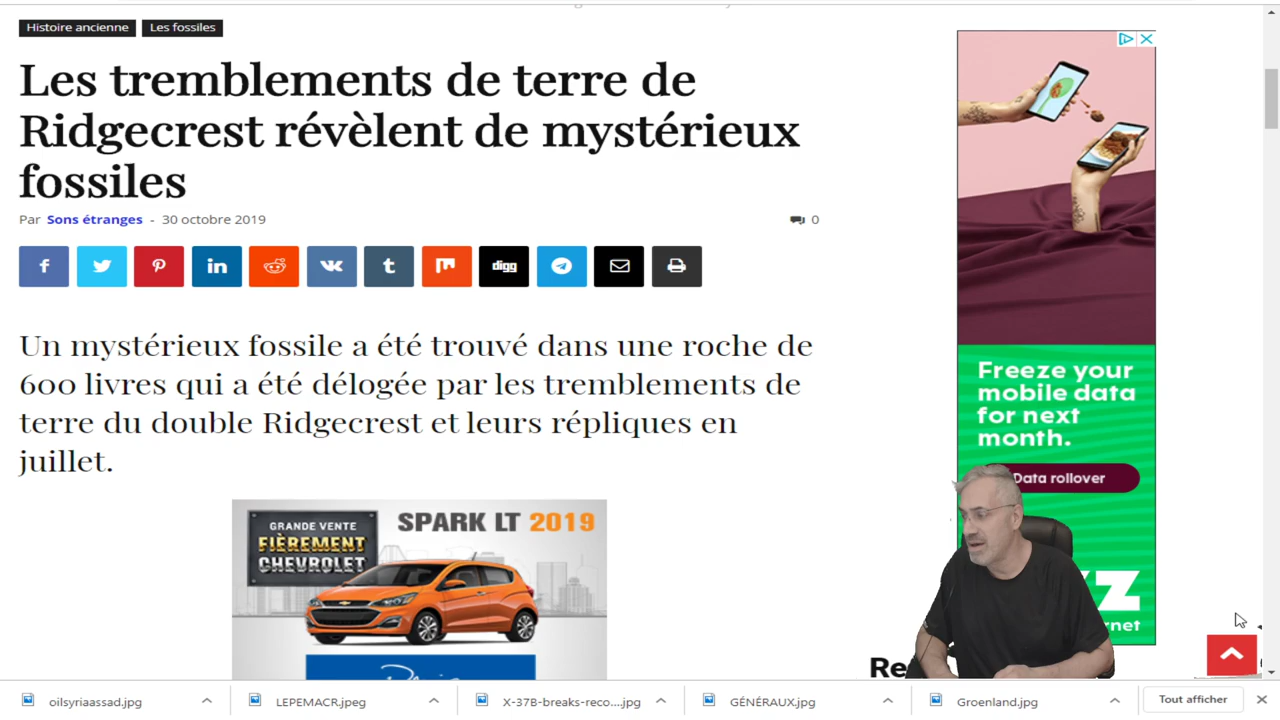 Histoire ancienne
Les fossiles
Les tremblements de terre de
Ridgecrest révèlent de mystérieux
fossiles
Par Sons étranges - 30 octobre 2019
0
digg
Un mystérieux fossile a été trouvé dans une roche de
600 livres qui a été délogée par les tremblements de
terre du double Ridgecrest et leurs répliques en
juillet.
GRANDE VENTE
FIÈREMENT
CHEVROLET
SPARK LT 2019
Freeze your
mobile data
for next
month.
Data rollover
oilsyriaassad.jpg
LEPEMACR.jpeg
X-37B-breaks-reco....jpg
GÉNÉRAUX.jpg
Groenland.jpg
Tout afficher